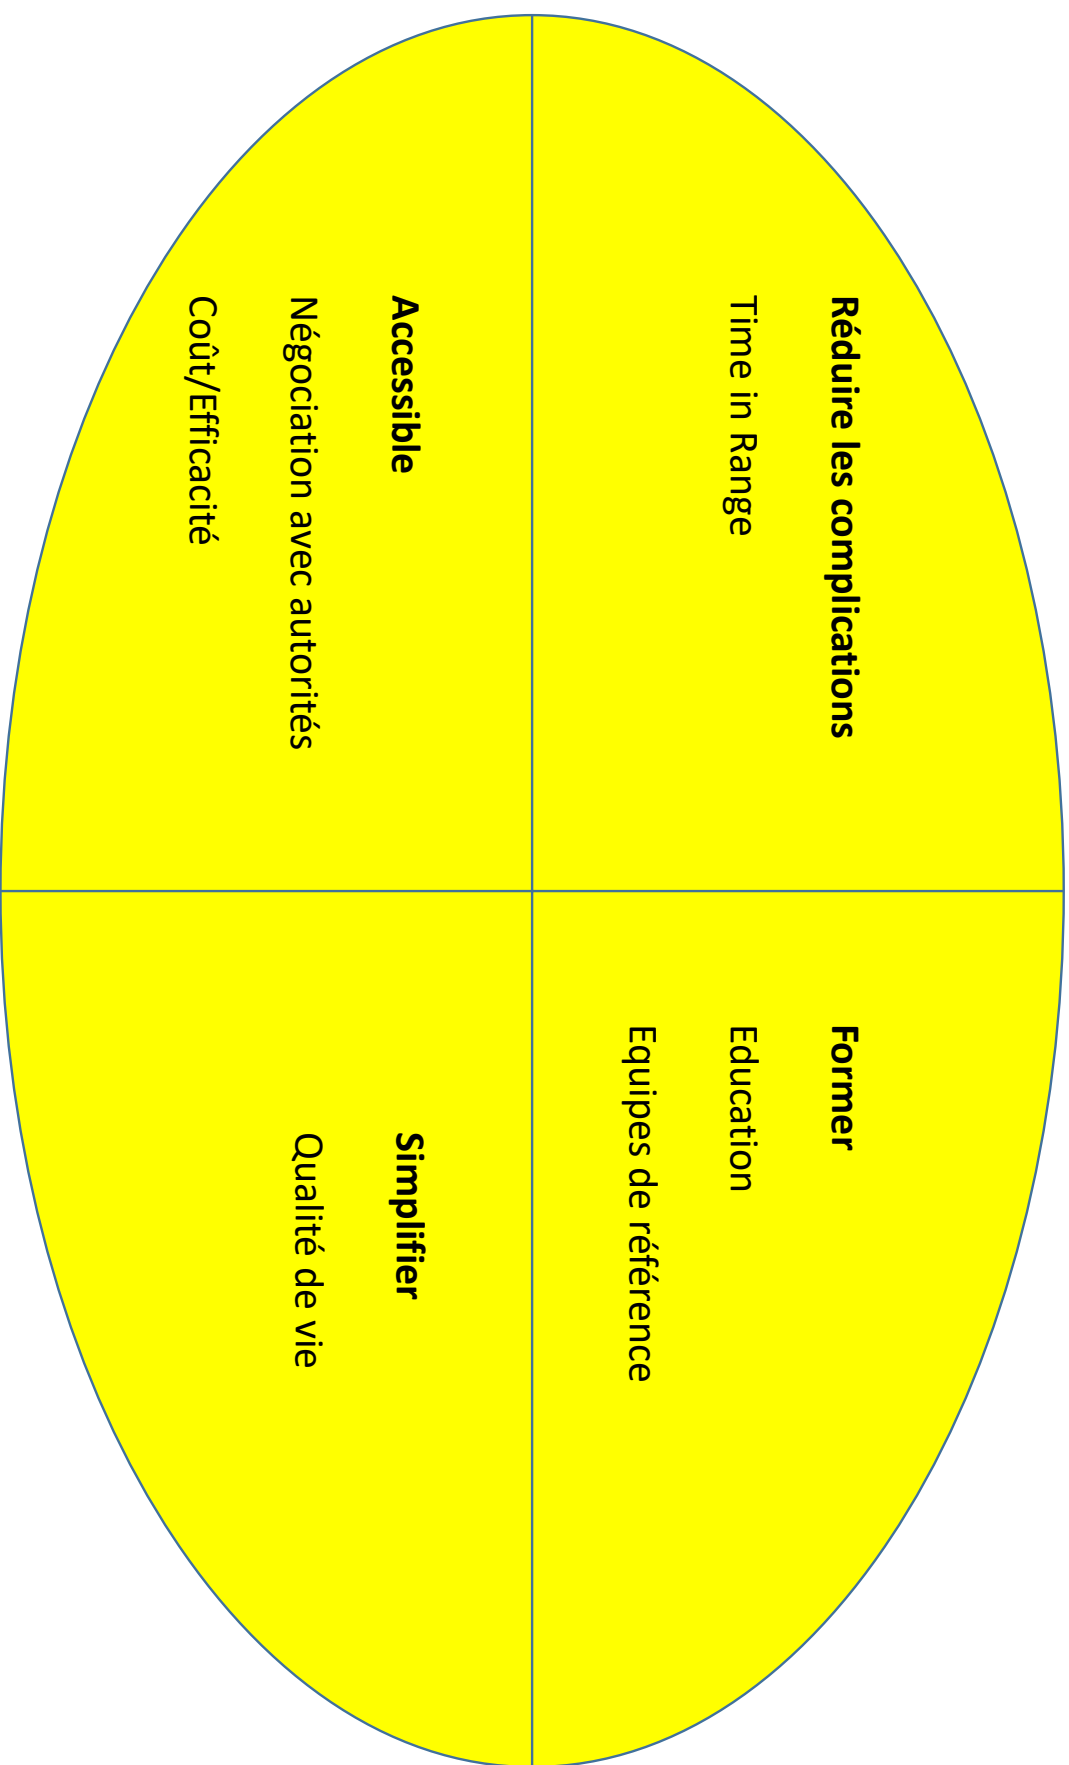 Réduire les complications
Time in Range
Former
Education
Equipes de référence
Accessible
Négociation avec autorités
Coût/Efficacité
Simplifier
Qualité de vie